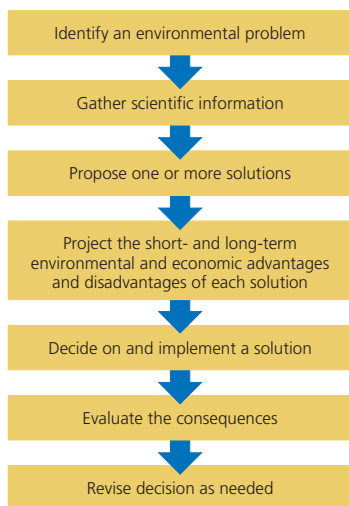 Identify an environmental problem
Gather scientific information
Propose one or more solutions
Project the short- and long-term
environmental and economic advantages
and disadvantages of each solution
Decide on and implement a solution
Evaluate the consequences
Revise decision as needed